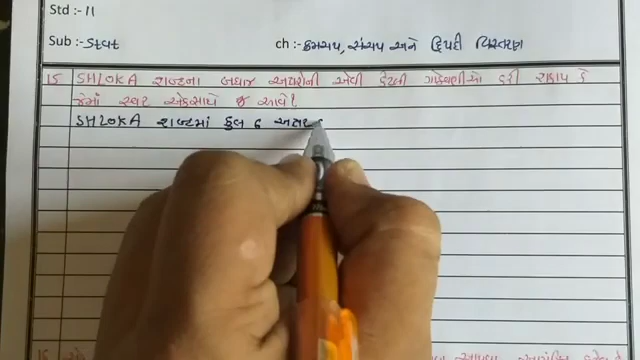 Std :- 11
Sub :- સ્ટેટ ch :- ક્રમચય, સંચય અને દ્વિપદી વિસ્તરણ
15 SHLOKA શબ્દના બધાજ અક્ષરોની એવી કેટલી ગોઠવણીઓ કરી શકાય કે
જેમાં સ્વર એકસાથે જ આવે?
SHLOKA શબ્દમાં કુલ 6 અક્ષર